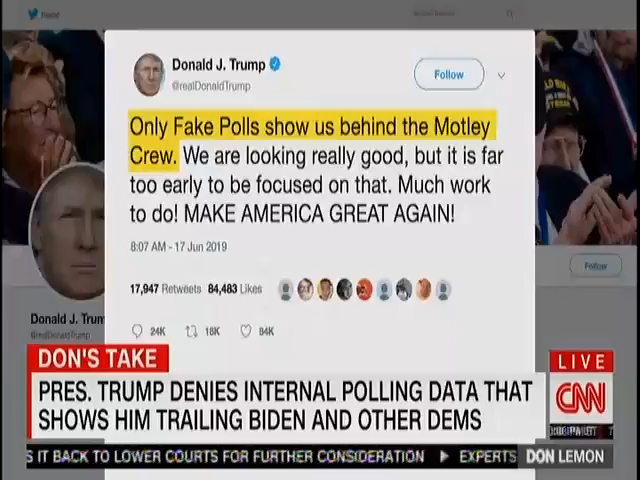 Donald J. Trump
@realDonaldTrump
Follow
Only Fake Polls show us behind the Motley
Crew. We are looking really good, but it is far
too early to be focused on that. Much work
to do! MAKE AMERICA GREAT AGAIN!
8:07 AM - 17 Jun 2019
17,947 Retweets 84,483 Likes
24K 18K 84K
Follow
Donald J. Trum
@realDonaldTrump
DON'S TAKE
LIVE
PRES. TRUMP DENIES INTERNAL POLLING DATA THAT
SHOWS HIM TRAILING BIDEN AND OTHER DEMS
CNN
S IT BACK TO LOWER COURTS FOR FURTHER CONSIDERATION EXPERTS
DON LEMON